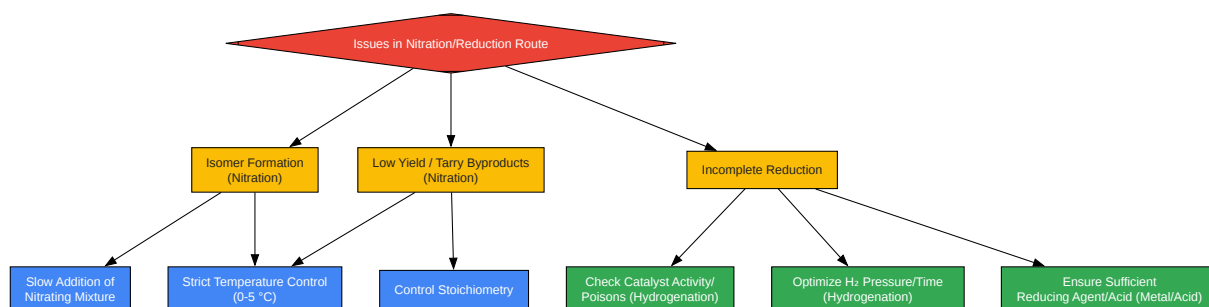 Issues in Nitration/Reduction Route
Isomer Formation
(Nitration)
Low Yield / Tarry Byproducts
(Nitration)
Incomplete Reduction
Slow Addition of
Nitrating Mixture
Strict Temperature Control
(0-5 °C)
Control Stoichiometry
Check Catalyst Activity/
Poisons (Hydrogenation)
Optimize H₂ Pressure/Time
(Hydrogenation)
Ensure Sufficient
Reducing Agent/Acid (Metal/Acid)